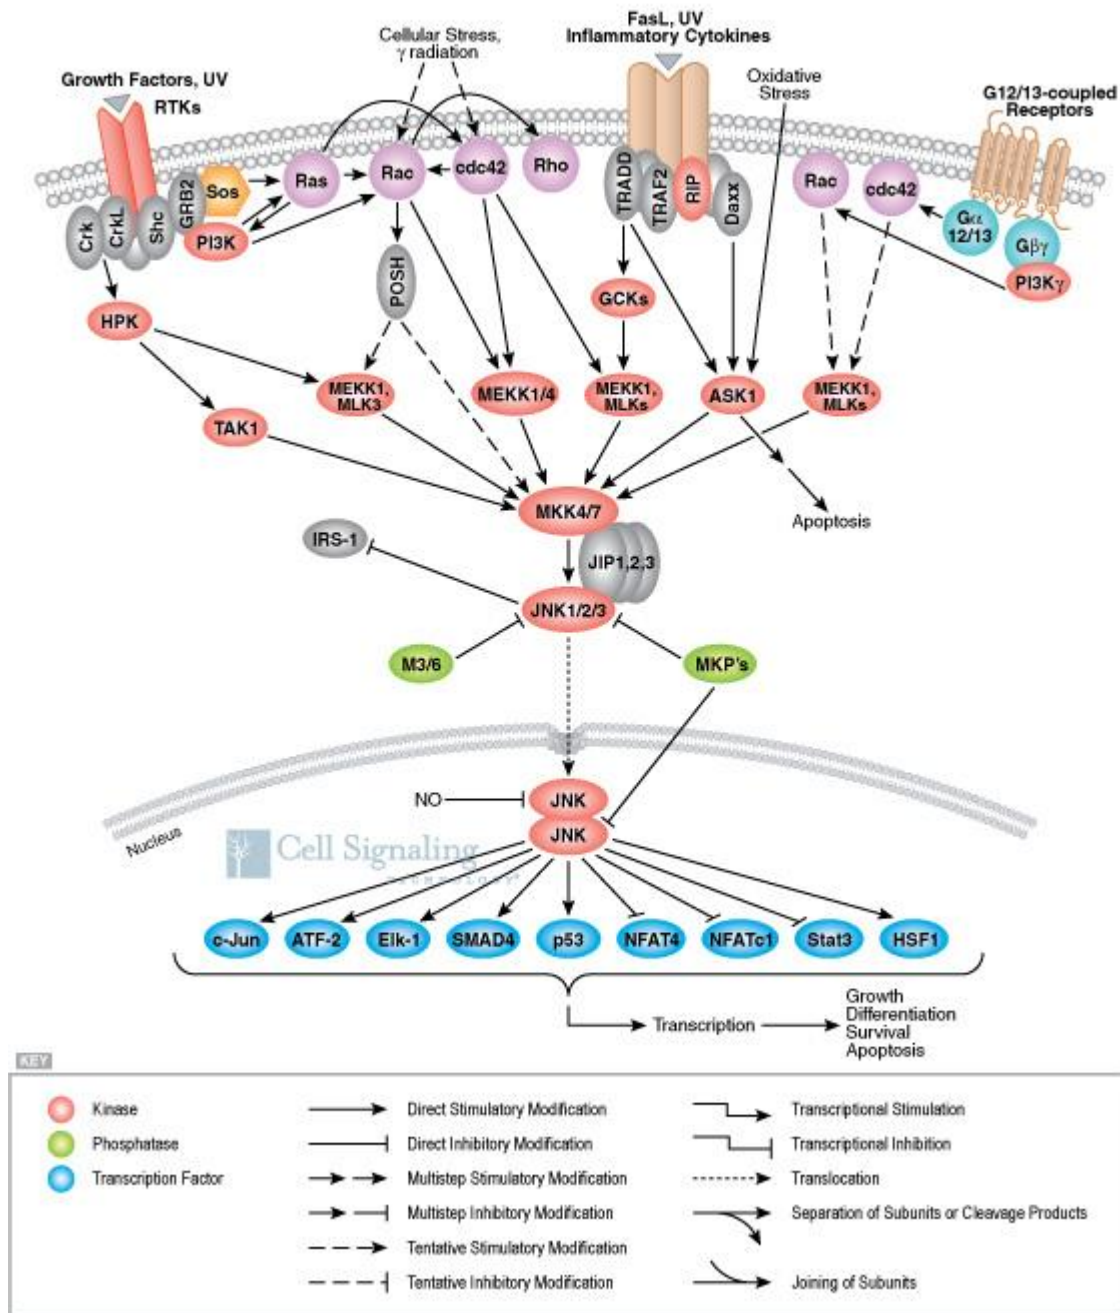 FasL, UV
Inflammatory Cytokines
Cellular Stress,
γ radiation
Growth Factors, UV
RTKs
Oxidative
Stress
G12/13-coupled
Receptors
Crk
CrkL
Shc
GRB2
Sos
PI3K
Ras
Rac
cdc42
Rho
TRADD
TRAF2
RIP
Daxx
Rac
cdc42
Gα
12/13
Gβγ
PI3Kγ
POSH
GCKs
HPK
MEKK1,
MLK3
MEKK1/4
MEKK1,
MLKs
ASK1
MEKK1,
MLKs
TAK1
MKK4/7
Apoptosis
IRS-1
JIP1,2,3
JNK1/2/3
M3/6
MKP's
NO
JNK
JNK
Nucleus
Cell Signaling
TECHNOLOGY®
c-Jun
ATF-2
Elk-1
SMAD4
p53
NFAT4
NFATc1
Stat3
HSF1
Transcription
Growth
Differentiation
Survival
Apoptosis
KEY
Kinase
Phosphatase
Transcription Factor
Direct Stimulatory Modification
Direct Inhibitory Modification
Multistep Stimulatory Modification
Multistep Inhibitory Modification
Tentative Stimulatory Modification
Tentative Inhibitory Modification
Transcriptional Stimulation
Transcriptional Inhibition
Translocation
Separation of Subunits or Cleavage Products
Joining of Subunits